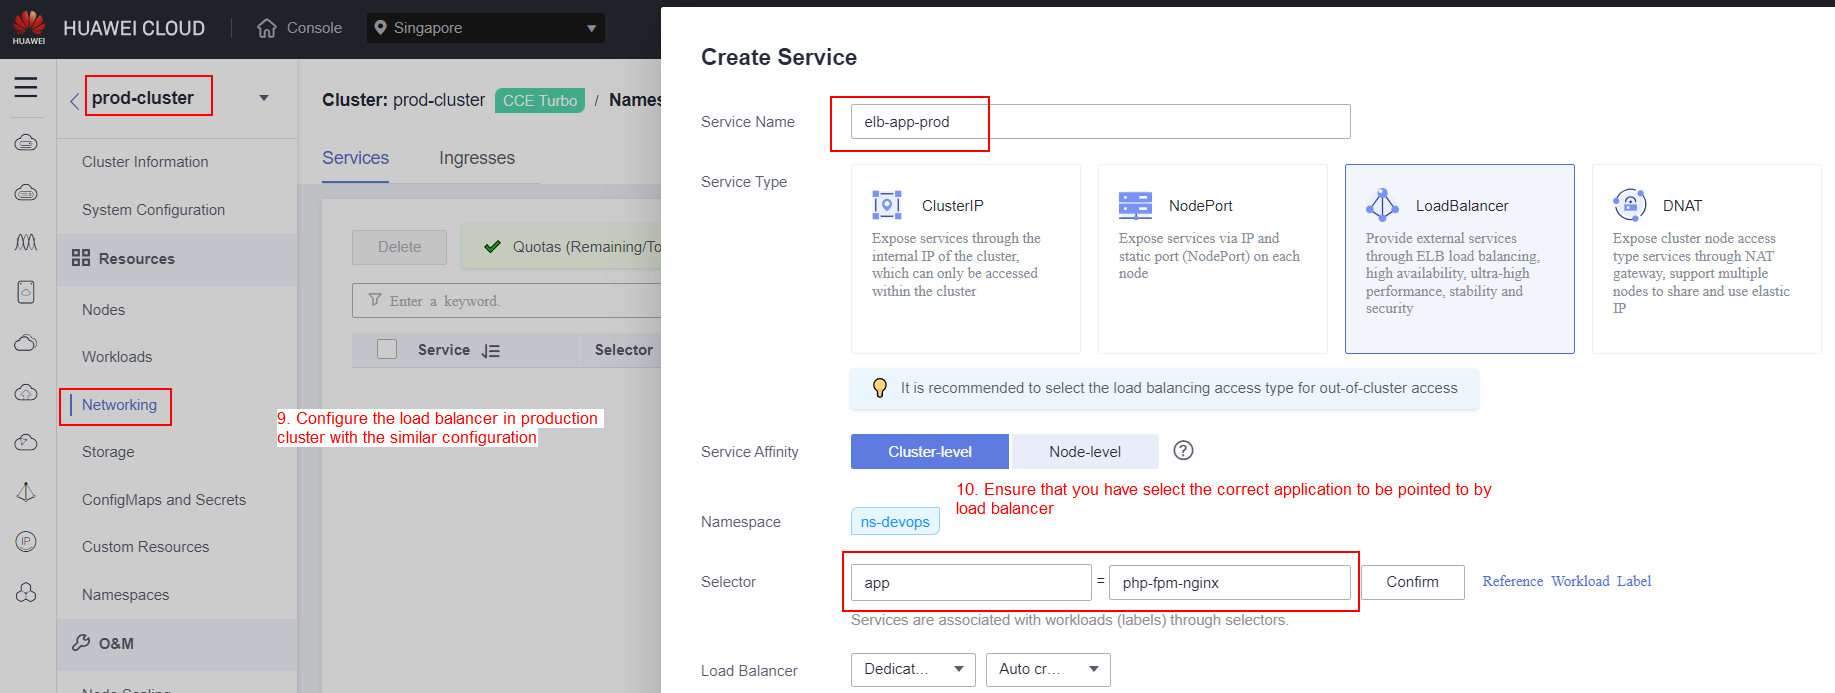 HUAWEI
HUAWEI CLOUD
Console
Singapore
prod-cluster
Cluster Information
System Configuration
Resources
Nodes
Workloads
Networking
Storage
ConfigMaps and Secrets
Custom Resources
Namespaces
O&M
Node Scaling
Cluster: prod-cluster CCE Turbo / Names
Services Ingresses
Delete
Quotas (Remaining/To
Enter a keyword.
Service Selector
9. Configure the load balancer in production
cluster with the similar configuration
Create Service
Service Name elb-app-prod
Service Type
ClusterIP
Expose services through the
internal IP of the cluster,
which can only be accessed
within the cluster
NodePort
Expose services via IP and
static port (NodePort) on each
node
LoadBalancer
Provide external services
through ELB load balancing,
high availability, ultra-high
performance, stability and
security
DNAT
Expose cluster node access
type services through NAT
gateway, support multiple
nodes to share and use elastic
IP
It is recommended to select the load balancing access type for out-of-cluster access
Service Affinity Cluster-level Node-level ?
10. Ensure that you have select the correct application to be pointed to by
load balancer
Namespace ns-devops
Selector app = php-fpm-nginx Confirm Reference Workload Label
Services are associated with workloads (labels) through selectors.
Load Balancer Dedicat... Auto cr...
IP